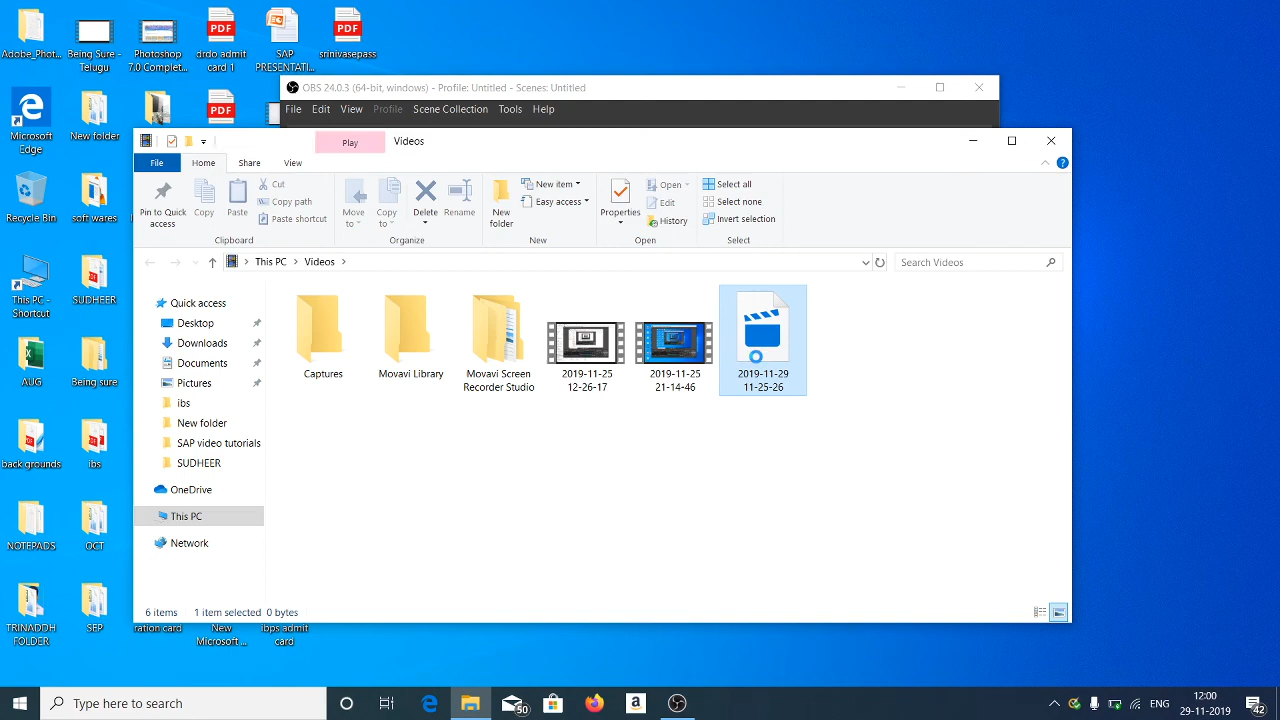 Adobe_Phot...
Being Sure -
Telugu
Photoshop
7.0 Complet...
PDF
drdo admit
card 1
SAP
PRESENTATI...
PDF
srinivasepass
Microsoft
Edge
New folder
PDF
Recycle Bin
soft wares
This PC -
Shortcut
SUDHEER
AUG
Being sure
back grounds
ibs
NOTEPADS
OCT
TRINADDH
FOLDER
SEP
ration card
New
Microsoft ...
ibps admit
card
OBS 24.0.3 (64-bit, windows) - Profile: Untitled - Scenes: Untitled
File Edit View Profile Scene Collection Tools Help
Play Videos
File Home Share View
Pin to Quick
access
Copy
Paste
Cut
Copy path
Paste shortcut
Clipboard
Move
to
Copy
to
Delete
Rename
Organize
New
folder
New item
Easy access
New
Properties
Open
Edit
History
Open
Select all
Select none
Invert selection
Select
This PC > Videos >
Search Videos
Quick access
Desktop
Downloads
Documents
Pictures
ibs
New folder
SAP video tutorials
SUDHEER
OneDrive
This PC
Network
Captures
Movavi Library
Movavi Screen
Recorder Studio
2019-11-25
12-26-17
2019-11-25
21-14-46
2019-11-29
11-25-26
6 items 1 item selected 0 bytes
Type here to search
50
a
ENG
12:00
29-11-2019